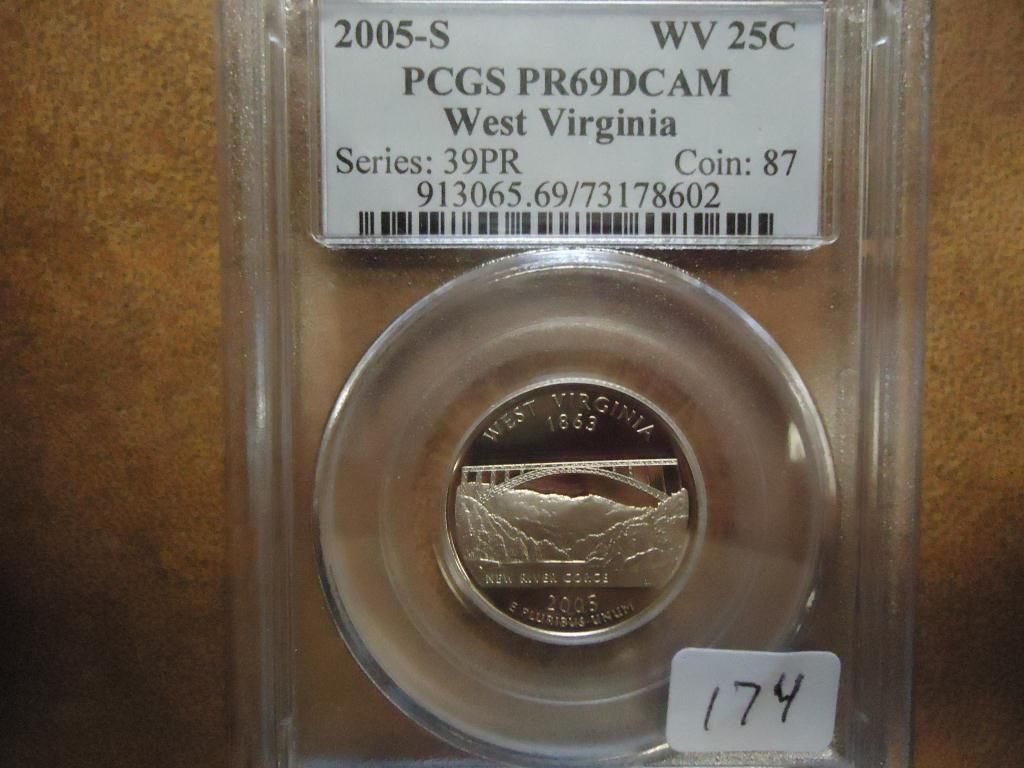 2005-S WV 25C
PCGS PR69DCAM
West Virginia
Series: 39PR Coin: 87
913065.69/73178602
WEST VIRGINIA
1863
NEW RIVER GORGE
2005
E PLURIBUS UNUM
174